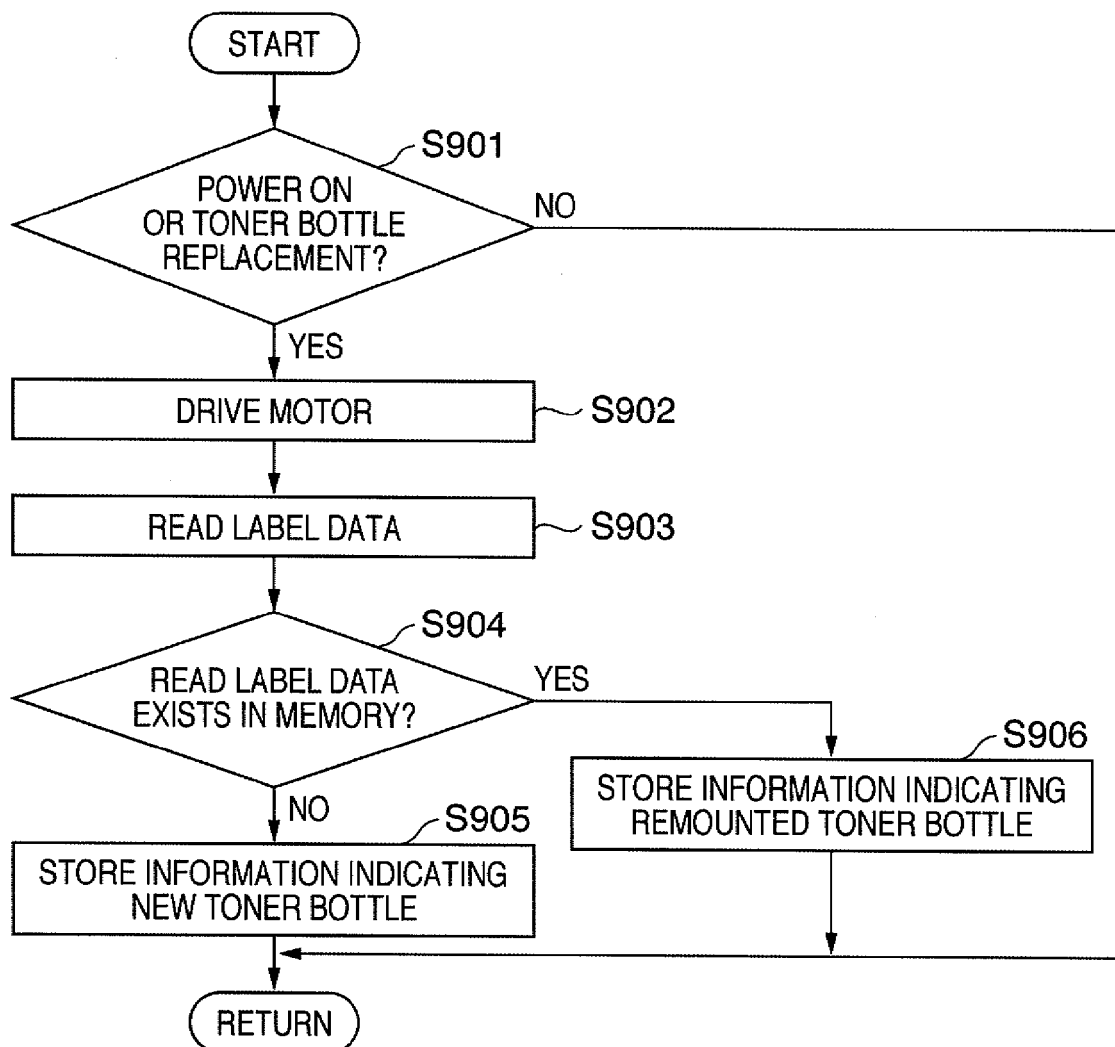 START
S901
POWER ON
OR TONER BOTTLE
REPLACEMENT?
NO
YES
DRIVE MOTOR
S902
READ LABEL DATA
S903
S904
READ LABEL DATA
EXISTS IN MEMORY?
YES
S906
STORE INFORMATION INDICATING
REMOUNTED TONER BOTTLE
NO
S905
STORE INFORMATION INDICATING
NEW TONER BOTTLE
RETURN